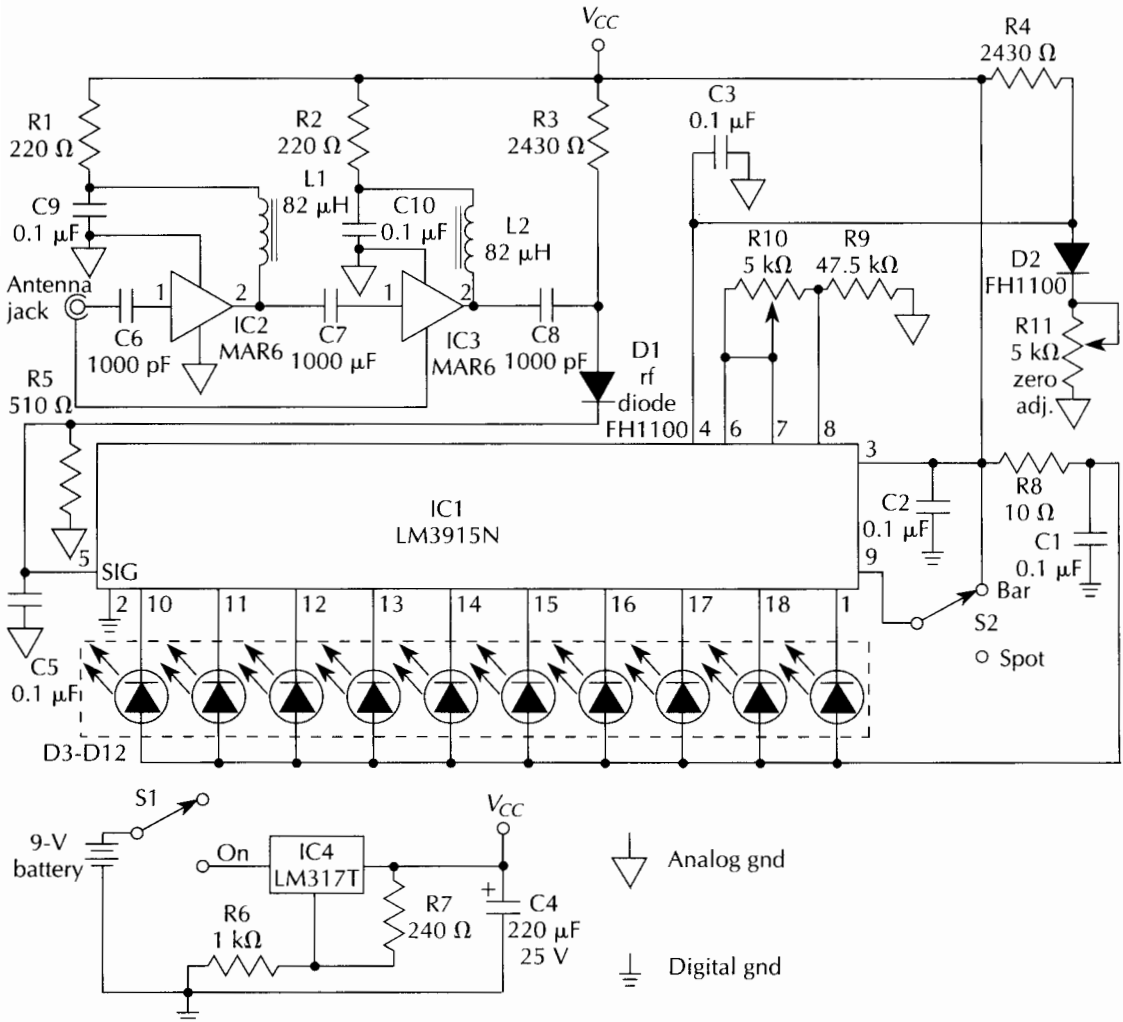 V_CC
R4
2430 Ω
R1
220 Ω
R2
220 Ω
R3
2430 Ω
C3
0.1 μF
L1
82 μH
C9
0.1 μF
C10
0.1 μF
L2
82 μH
R10
5 kΩ
R9
47.5 kΩ
D2
FH1100
Antenna
jack
1
2
1
2
C6
1000 pF
IC2
MAR6
C7
1000 μF
IC3
MAR6
C8
1000 pF
R11
5 kΩ
zero
adj.
D1
rf
diode
FH1100
R5
510 Ω
4
6
7
8
3
IC1
LM3915N
C2
0.1 μF
R8
10 Ω
C1
0.1 μF
5
SIG
9
2
10
11
12
13
14
15
16
17
18
1
Bar
S2
Spot
C5
0.1 μF
D3-D12
S1
V_CC
9-V
battery
On
IC4
LM317T
Analog gnd
R7
240 Ω
+
C4
220 μF
25 V
R6
1 kΩ
Digital gnd